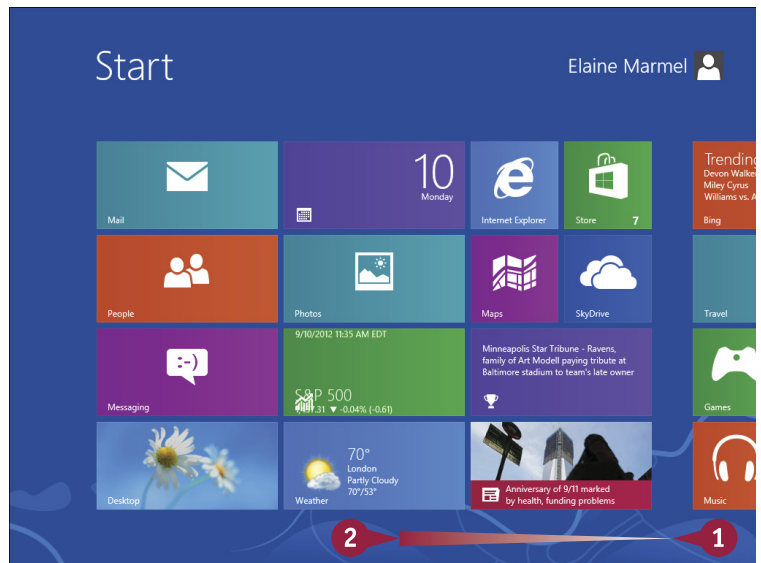 Start
Elaine Marmel
Mail
10
Monday
Internet Explorer
Store
7
Trending
Devon Walke
Miley Cyrus
Williams vs. A
Bing
People
Photos
Maps
SkyDrive
Travel
Messaging
9/10/2012 11:35 AM EDT
S&P 500
▼ -0.04% (-0.61)
Minneapolis Star Tribune - Ravens,
family of Art Modell paying tribute at
Baltimore stadium to team's late owner
Games
Desktop
70°
London
Partly Cloudy
70°/53°
Weather
Anniversary of 9/11 marked
by health, funding problems
Music
2
1